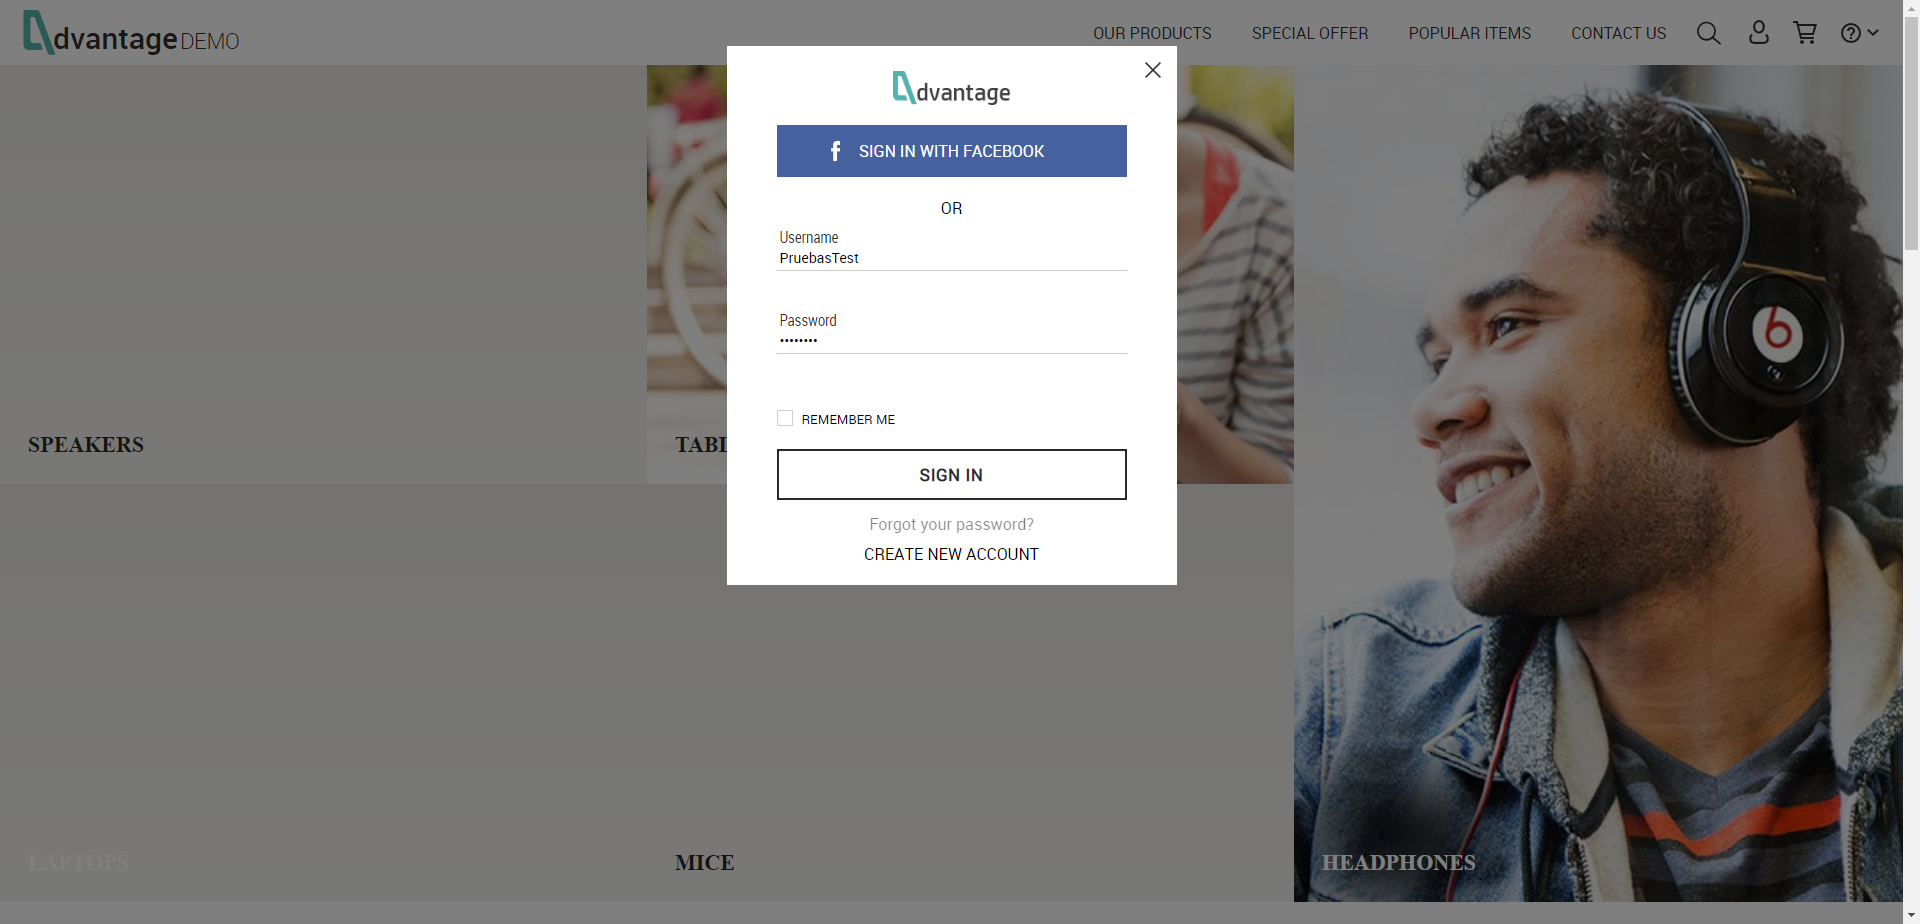 dvantage DEMO
OUR PRODUCTS
SPECIAL OFFER
POPULAR ITEMS
CONTACT US
dvantage
SIGN IN WITH FACEBOOK
OR
Username
PruebasTest
Password
••••••••
REMEMBER ME
SIGN IN
Forgot your password?
CREATE NEW ACCOUNT
SPEAKERS
LAPTOPS
MICE
HEADPHONES